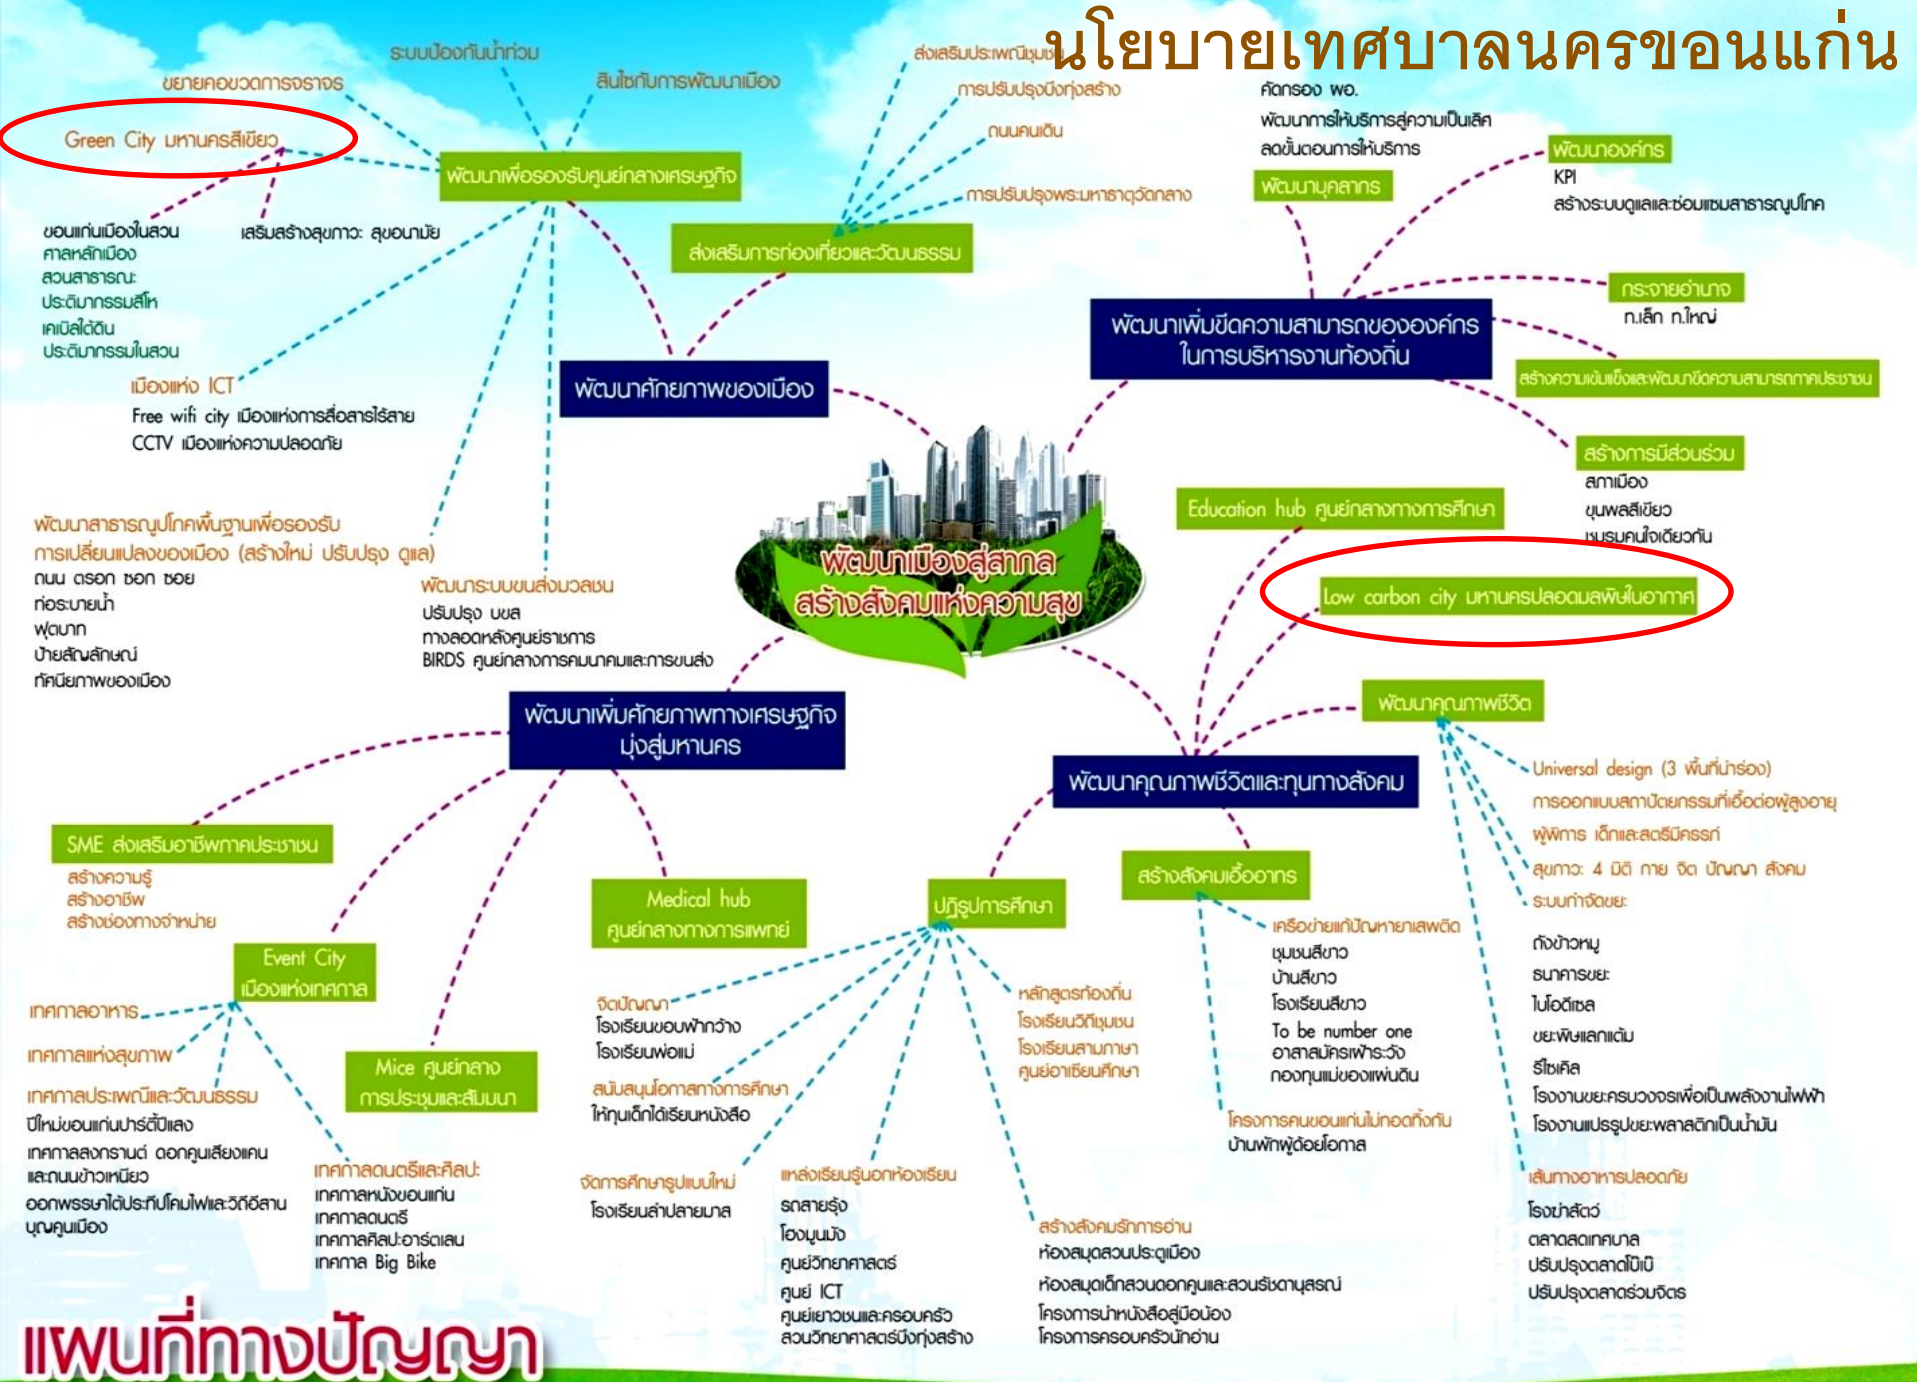 นโยบายเทศบาลนครขอนแก่น
ระบบป้องกันน้ำท่วม
ขยายคอขวดการจราจร
สินไซกับการพัฒนาเมือง
Green City มหานครสีเขียว
พัฒนาเพื่อรองรับศูนย์กลางเศรษฐกิจ
ขอนแก่นเมืองในสวน
ศาลหลักเมือง
สวนสาธารณะ
ประติมากรรมสีโห
เคเบิลใต้ดิน
ประติมากรรมในสวน
เสริมสร้างสุขภาวะ สุขอนามัย
เมืองแห่ง ICT
Free wifi city เมืองแห่งการสื่อสารไร้สาย
CCTV เมืองแห่งความปลอดภัย
พัฒนาสาธารณูปโภคพื้นฐานเพื่อรองรับ
การเปลี่ยนแปลงของเมือง (สร้างใหม่ ปรับปรุง ดูแล)
ถนน ตรอก ซอก ซอย
ท่อระบายน้ำ
ฟุตบาท
ป้ายสัญลักษณ์
ทัศนียภาพของเมือง
พัฒนาระบบขนส่งมวลชน
ปรับปรุง บขส
ทางลอดหลังศูนย์ราชการ
BIRDS ศูนย์กลางการคมนาคมและการขนส่ง
ส่งเสริมประเพณีชุมชน
การปรับปรุงบึงทุ่งสร้าง
ถนนคนเดิน
การปรับปรุงพระมหาธาตุวัดกลาง
ส่งเสริมการท่องเที่ยวและวัฒนธรรม
พัฒนาศักยภาพของเมือง
คัดกรอง พอ.
พัฒนาการให้บริการสู่ความเป็นเลิศ
ลดขั้นตอนการให้บริการ
พัฒนาบุคลากร
พัฒนาองค์กร
KPI
สร้างระบบดูแลและซ่อมแซมสาธารณูปโภค
กระจายอำนาจ
ท.เล็ก ท.ใหญ่
พัฒนาเพิ่มขีดความสามารถขององค์กร
ในการบริหารงานท้องถิ่น
สร้างความเข้มแข็งและพัฒนาขีดความสามารถภาคประชาชน
สร้างการมีส่วนร่วม
สภาเมือง
ขุนพลสีเขียว
ชมรมคนใจเดียวกัน
พัฒนาเมืองสู่สากล
สร้างสังคมแห่งความสุข
Education hub ศูนย์กลางทางการศึกษา
Low carbon city มหานครปลอดมลพิษในอากาศ
พัฒนาคุณภาพชีวิต
พัฒนาคุณภาพชีวิตและทุนทางสังคม
Universal design (3 พื้นที่นำร่อง)
การออกแบบสถาปัตยกรรมที่เอื้อต่อผู้สูงอายุ
ผู้พิการ เด็กและสตรีมีครรภ์
สุขภาวะ 4 มิติ กาย จิต ปัญญา สังคม
ระบบกำจัดขยะ
ถังข้าวหมู
ธนาคารขยะ
ไบโอดีเซล
ขยะพิษแลกแต้ม
รีไซเคิล
โรงงานขยะครบวงจรเพื่อเป็นพลังงานไฟฟ้า
โรงงานแปรรูปขยะพลาสติกเป็นน้ำมัน
เส้นทางอาหารปลอดภัย
โรงฆ่าสัตว์
ตลาดสดเทศบาล
ปรับปรุงตลาดโบ๊เบ๊
ปรับปรุงตลาดร่วมจิตร
พัฒนาเพิ่มศักยภาพทางเศรษฐกิจ
มุ่งสู่มหานคร
SME ส่งเสริมอาชีพภาคประชาชน
สร้างความรู้
สร้างอาชีพ
สร้างช่องทางจำหน่าย
Event City
เมืองแห่งเทศกาล
เทศกาลอาหาร
เทศกาลแห่งสุขภาพ
เทศกาลประเพณีและวัฒนธรรม
ปีใหม่ขอนแก่นปาร์ตี้ปีแสง
เทศกาลสงกรานต์ ดอกคูนเสียงแคน
และถนนข้าวเหนียว
ออกพรรษาไต้ประทีปโคมไฟและวิถีอีสาน
บุญคูนเมือง
เทศกาลดนตรีและศิลปะ
เทศกาลหนังขอนแก่น
เทศกาลดนตรี
เทศกาลศิลปะอาร์ตเลน
เทศกาล Big Bike
Mice ศูนย์กลาง
การประชุมและสัมมนา
Medical hub
ศูนย์กลางทางการแพทย์
ปฏิรูปการศึกษา
จิตปัญญา
โรงเรียนขอบฟ้ากว้าง
โรงเรียนพ่อแม่
สนับสนุนโอกาสทางการศึกษา
ให้ทุนเด็กได้เรียนหนังสือ
จัดการศึกษารูปแบบใหม่
โรงเรียนลำปลายมาส
แหล่งเรียนรู้นอกห้องเรียน
รถสายรุ้ง
โฮงมูนมัง
ศูนย์วิทยาศาสตร์
ศูนย์ ICT
ศูนย์เยาวชนและครอบครัว
สวนวิทยาศาสตร์บึงทุ่งสร้าง
หลักสูตรท้องถิ่น
โรงเรียนวิถีชุมชน
โรงเรียนสามภาษา
ศูนย์อาเซียนศึกษา
สร้างสังคมรักการอ่าน
ห้องสมุดสวนประตูเมือง
ห้องสมุดเด็กสวนดอกคูนและสวนรัชดานุสรณ์
โครงการนำหนังสือสู่มือน้อง
โครงการครอบครัวนักอ่าน
สร้างสังคมเอื้ออาทร
เครือข่ายแก้ปัญหายาเสพติด
ชุมชนสีขาว
บ้านสีขาว
โรงเรียนสีขาว
To be number one
อาสาสมัครเฝ้าระวัง
กองทุนแม่ของแผ่นดิน
โครงการคนขอนแก่นไม่ทอดทิ้งกัน
บ้านพักผู้ด้อยโอกาส
แผนที่ทางปัญญา